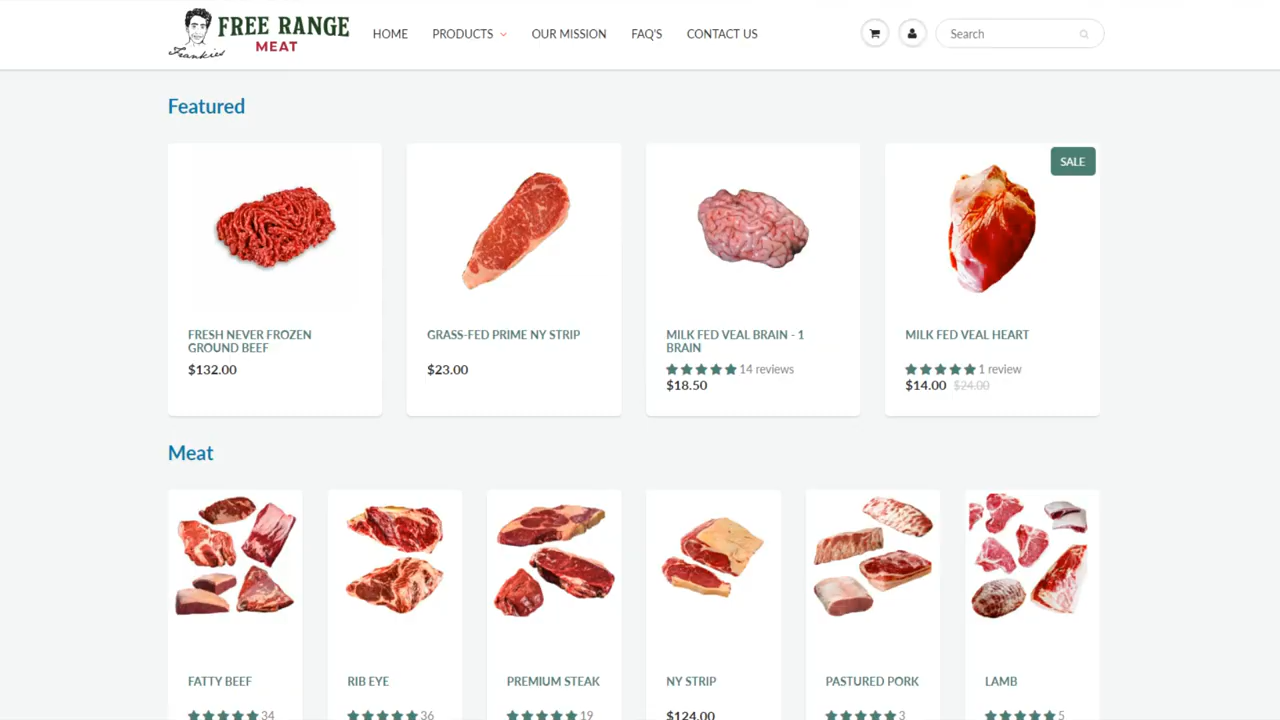 FREE RANGE
MEAT
Frankies
HOME
PRODUCTS
OUR MISSION
FAQ'S
CONTACT US
Search
Featured
SALE
FRESH NEVER FROZEN
GROUND BEEF
$132.00
GRASS-FED PRIME NY STRIP
$23.00
MILK FED VEAL BRAIN - 1
BRAIN
14 reviews
$18.50
MILK FED VEAL HEART
1 review
$14.00 $24.00
Meat
FATTY BEEF
34
RIB EYE
36
PREMIUM STEAK
19
NY STRIP
$124.00
PASTURED PORK
3
LAMB
5